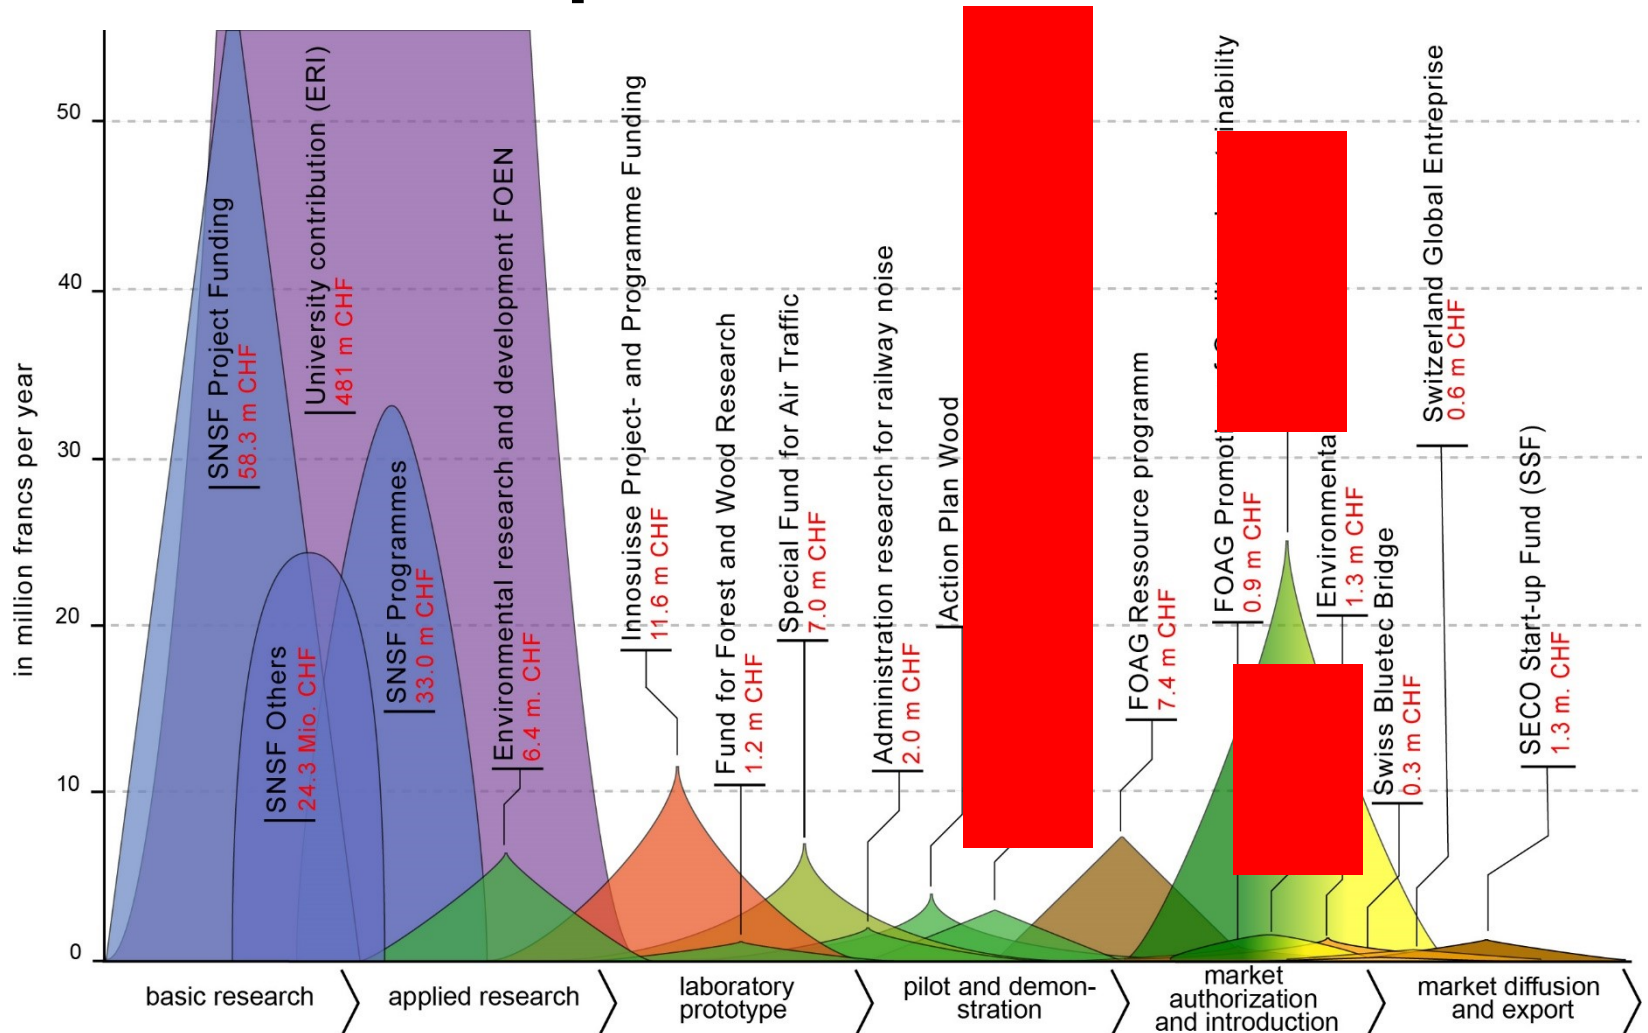 in million francs per year
50
40
30
20
10
0
SNSF Project Funding
58.3 m CHF
University contribution (ERI)
481 m CHF
SNSF Others
24.3 Mio. CHF
SNSF Programmes
33.0 m CHF
Environmental research and development FOEN
6.4 m. CHF
Innosuisse Project- and Programme Funding
11.6 m CHF
Fund for Forest and Wood Research
1.2 m CHF
Special Fund for Air Traffic
7.0 m CHF
Administration research for railway noise
2.0 m CHF
Action Plan Wood
FOAG Ressource programm
7.4 m CHF
FOAG
0.9 m CHF
Environmental
1.3 m CHF
Swiss Bluetec Bridge
0.3 m CHF
Switzerland Global Entreprise
0.6 m CHF
SECO Start-up Fund (SSF)
1.3 m. CHF
basic research
applied research
laboratory
prototype
pilot and demon-
stration
market
authorization
and introduction
market diffusion
and export